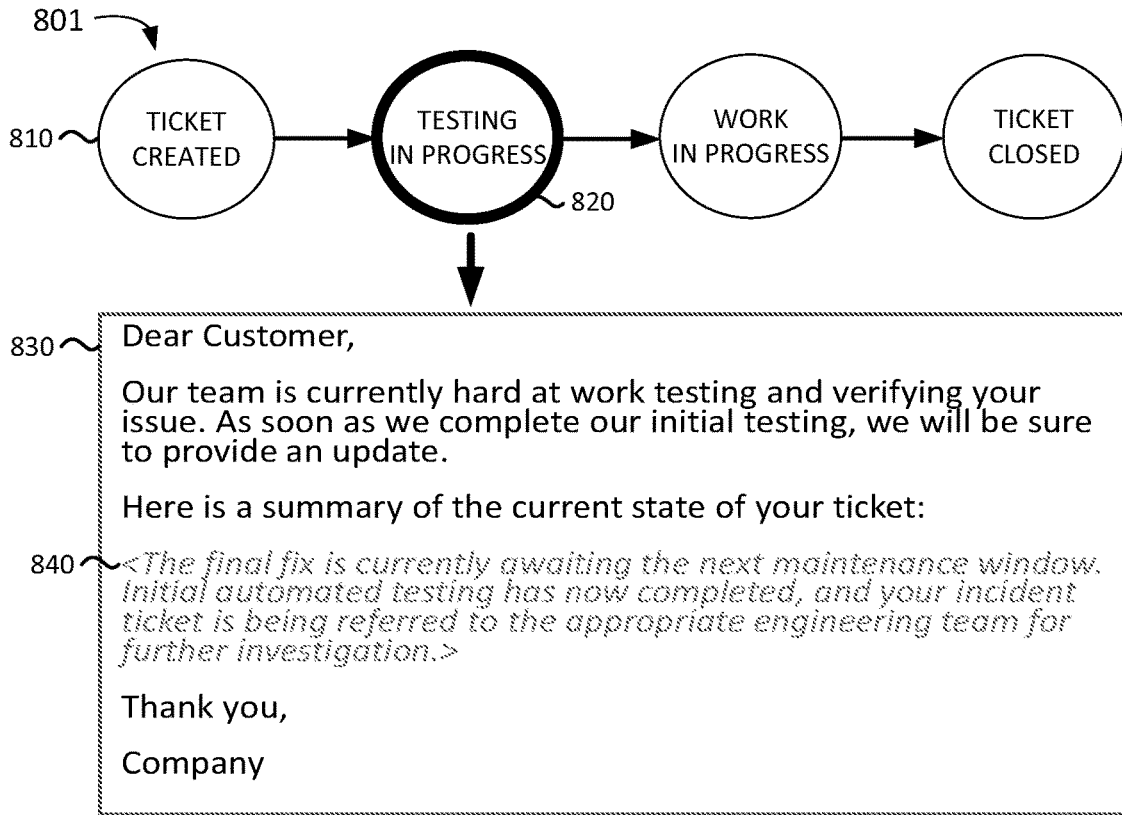 801
810
TICKET
CREATED
TESTING
IN PROGRESS
820
WORK
IN PROGRESS
TICKET
CLOSED
830
Dear Customer,
Our team is currently hard at work testing and verifying your
issue. As soon as we complete our initial testing, we will be sure
to provide an update.
Here is a summary of the current state of your ticket:
840
<The final fix is currently awaiting the next maintenance window.
Initial automated testing has now completed, and your incident
ticket is being referred to the appropriate engineering team for
further investigation.>
Thank you,
Company